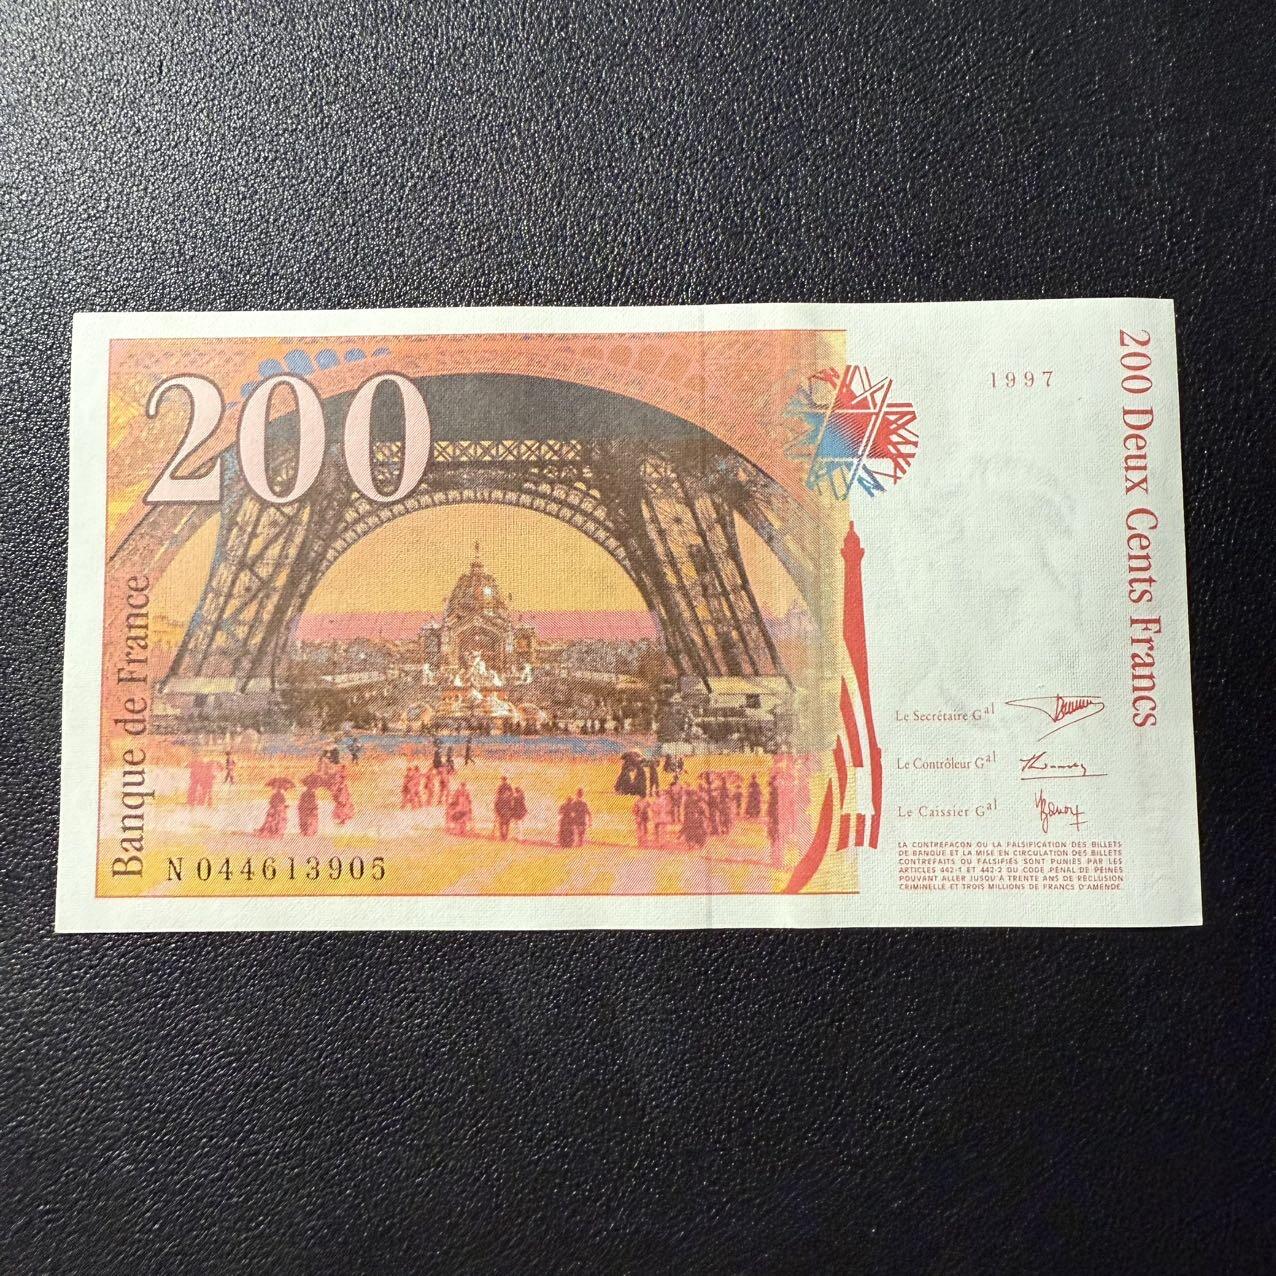 200
1997
200 Deux Cents Francs
Banque de France
Le Secrétaire Gal
Le Contrôleur Gal
Le Caissier Gal
N 044613905
LA CONTREFAÇON OU LA FALSIFICATION DES BILLETS
DE BANQUE ET LA MISE EN CIRCULATION DES BILLETS
CONTREFAITS OU FALSIFIÉS SONT PUNIES PAR LES
ARTICLES 442-1 ET 442-2 DU CODE PÉNAL DE PEINES
POUVANT ALLER JUSQU'À TRENTE ANS DE RÉCLUSION
CRIMINELLE ET TROIS MILLIONS DE FRANCS D'AMENDE.